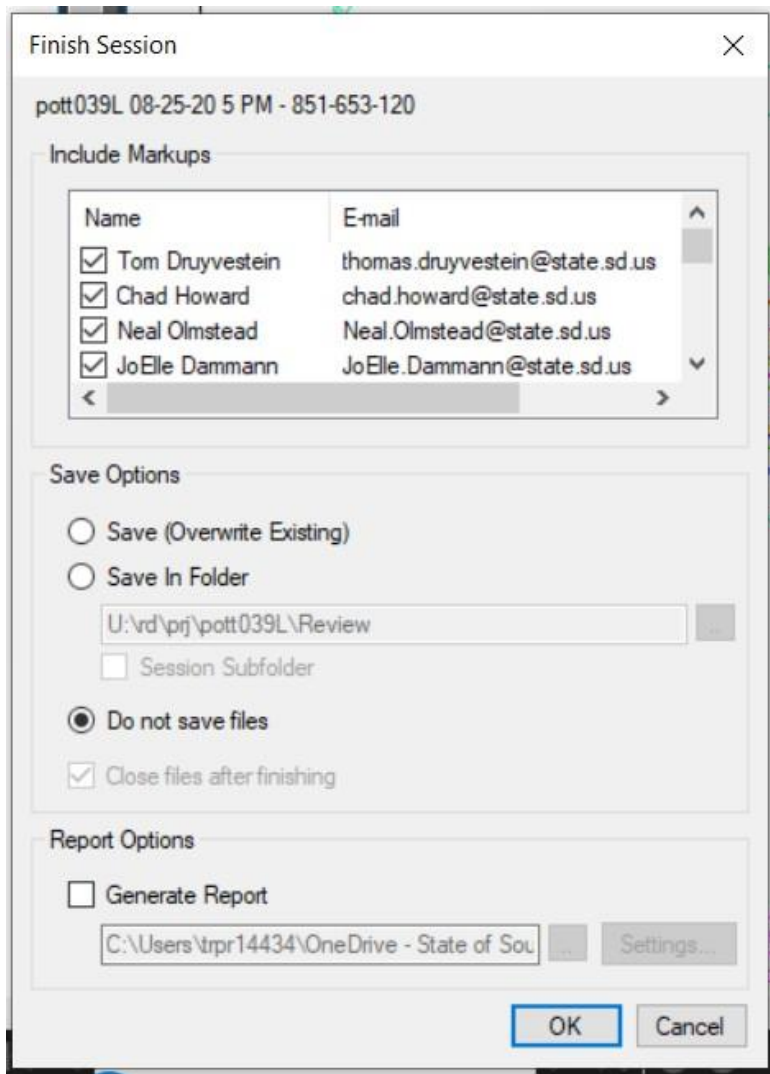 Finish Session
pott039L 08-25-20 5 PM - 851-653-120
Include Markups
Name E-mail
Tom Druyvestein thomas.druyvestein@state.sd.us
Chad Howard chad.howard@state.sd.us
Neal Olmstead Neal.Olmstead@state.sd.us
JoElle Dammann JoElle.Dammann@state.sd.us
Save Options
Save (Overwrite Existing)
Save In Folder
U:\rd\prj\pott039L\Review
..
Session Subfolder
Do not save files
Close files after finishing
Report Options
Generate Report
C:\Users\trpr14434\OneDrive - State of Sou .. Settings...
OK Cancel